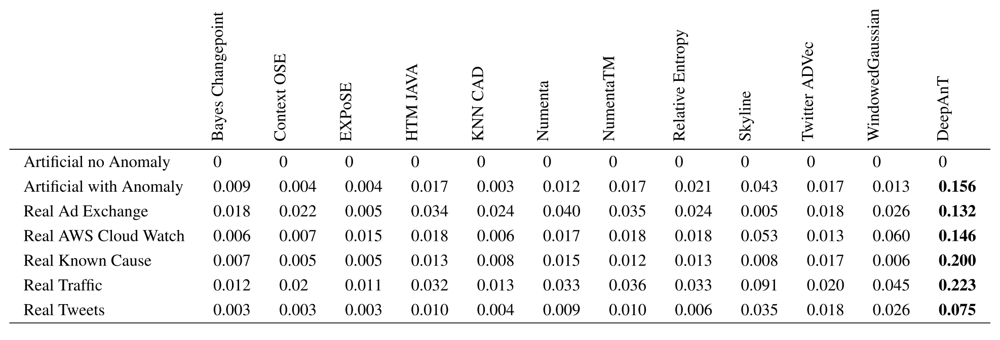 Bayes Changepoint Context OSE EXPoSE HTM JAVA KNN CAD Numenta NumentaTM Relative Entropy Skyline Twitter ADVec WindowedGaussian DeepAnT
Artificial no Anomaly 0 0 0 0 0 0 0 0 0 0 0 0
Artificial with Anomaly 0.009 0.004 0.004 0.017 0.003 0.012 0.017 0.021 0.043 0.017 0.013 0.156
Real Ad Exchange 0.018 0.022 0.005 0.034 0.024 0.040 0.035 0.024 0.005 0.018 0.026 0.132
Real AWS Cloud Watch 0.006 0.007 0.015 0.018 0.006 0.017 0.018 0.018 0.053 0.013 0.060 0.146
Real Known Cause 0.007 0.005 0.005 0.013 0.008 0.015 0.012 0.013 0.008 0.017 0.006 0.200
Real Traffic 0.012 0.02 0.011 0.032 0.013 0.033 0.036 0.033 0.091 0.020 0.045 0.223
Real Tweets 0.003 0.003 0.003 0.010 0.004 0.009 0.010 0.006 0.035 0.018 0.026 0.075